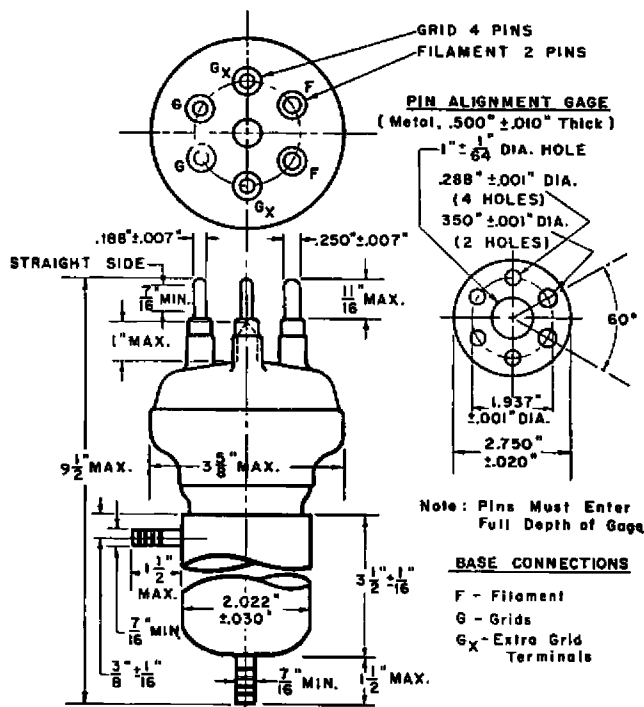 GRID 4 PINS
FILAMENT 2 PINS
GX
F
G
G
F
GX
PIN ALIGNMENT GAGE
(Metal, .500" ±.010" Thick)
1" ± 1/64 DIA. HOLE
.288" ±.001" DIA.
(4 HOLES)
.350" ±.001" DIA.
(2 HOLES)
60°
1.937"
±.001" DIA.
2.750"
±.020"
.188" ±.007"
.250" ±.007"
STRAIGHT SIDE
7/16" MIN.
11/16" MAX.
1" MAX.
9 1/2" MAX.
3 5/8" MAX.
Note: Pins Must Enter
Full Depth of Gage
1 1/2" MAX.
7/16" MIN.
3/8" ± 1/16"
2.022"
±.030"
3 1/2" ± 1/16"
7/16" MIN.
1 1/2" MAX.
BASE CONNECTIONS
F - Filament
G - Grids
GX - Extra Grid
Terminals